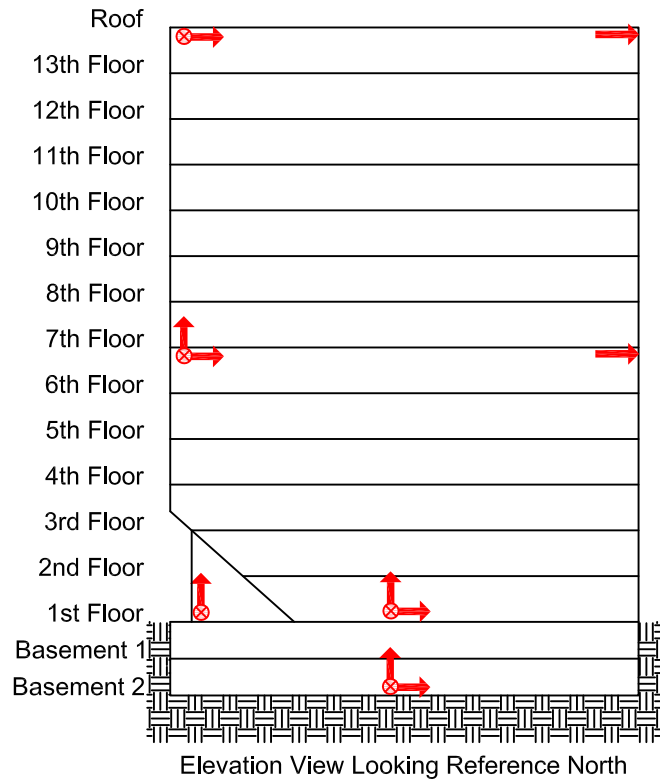 Roof
13th Floor
12th Floor
11th Floor
10th Floor
9th Floor
8th Floor
7th Floor
6th Floor
5th Floor
4th Floor
3rd Floor
2nd Floor
1st Floor
Basement 1
Basement 2
Elevation View Looking Reference North